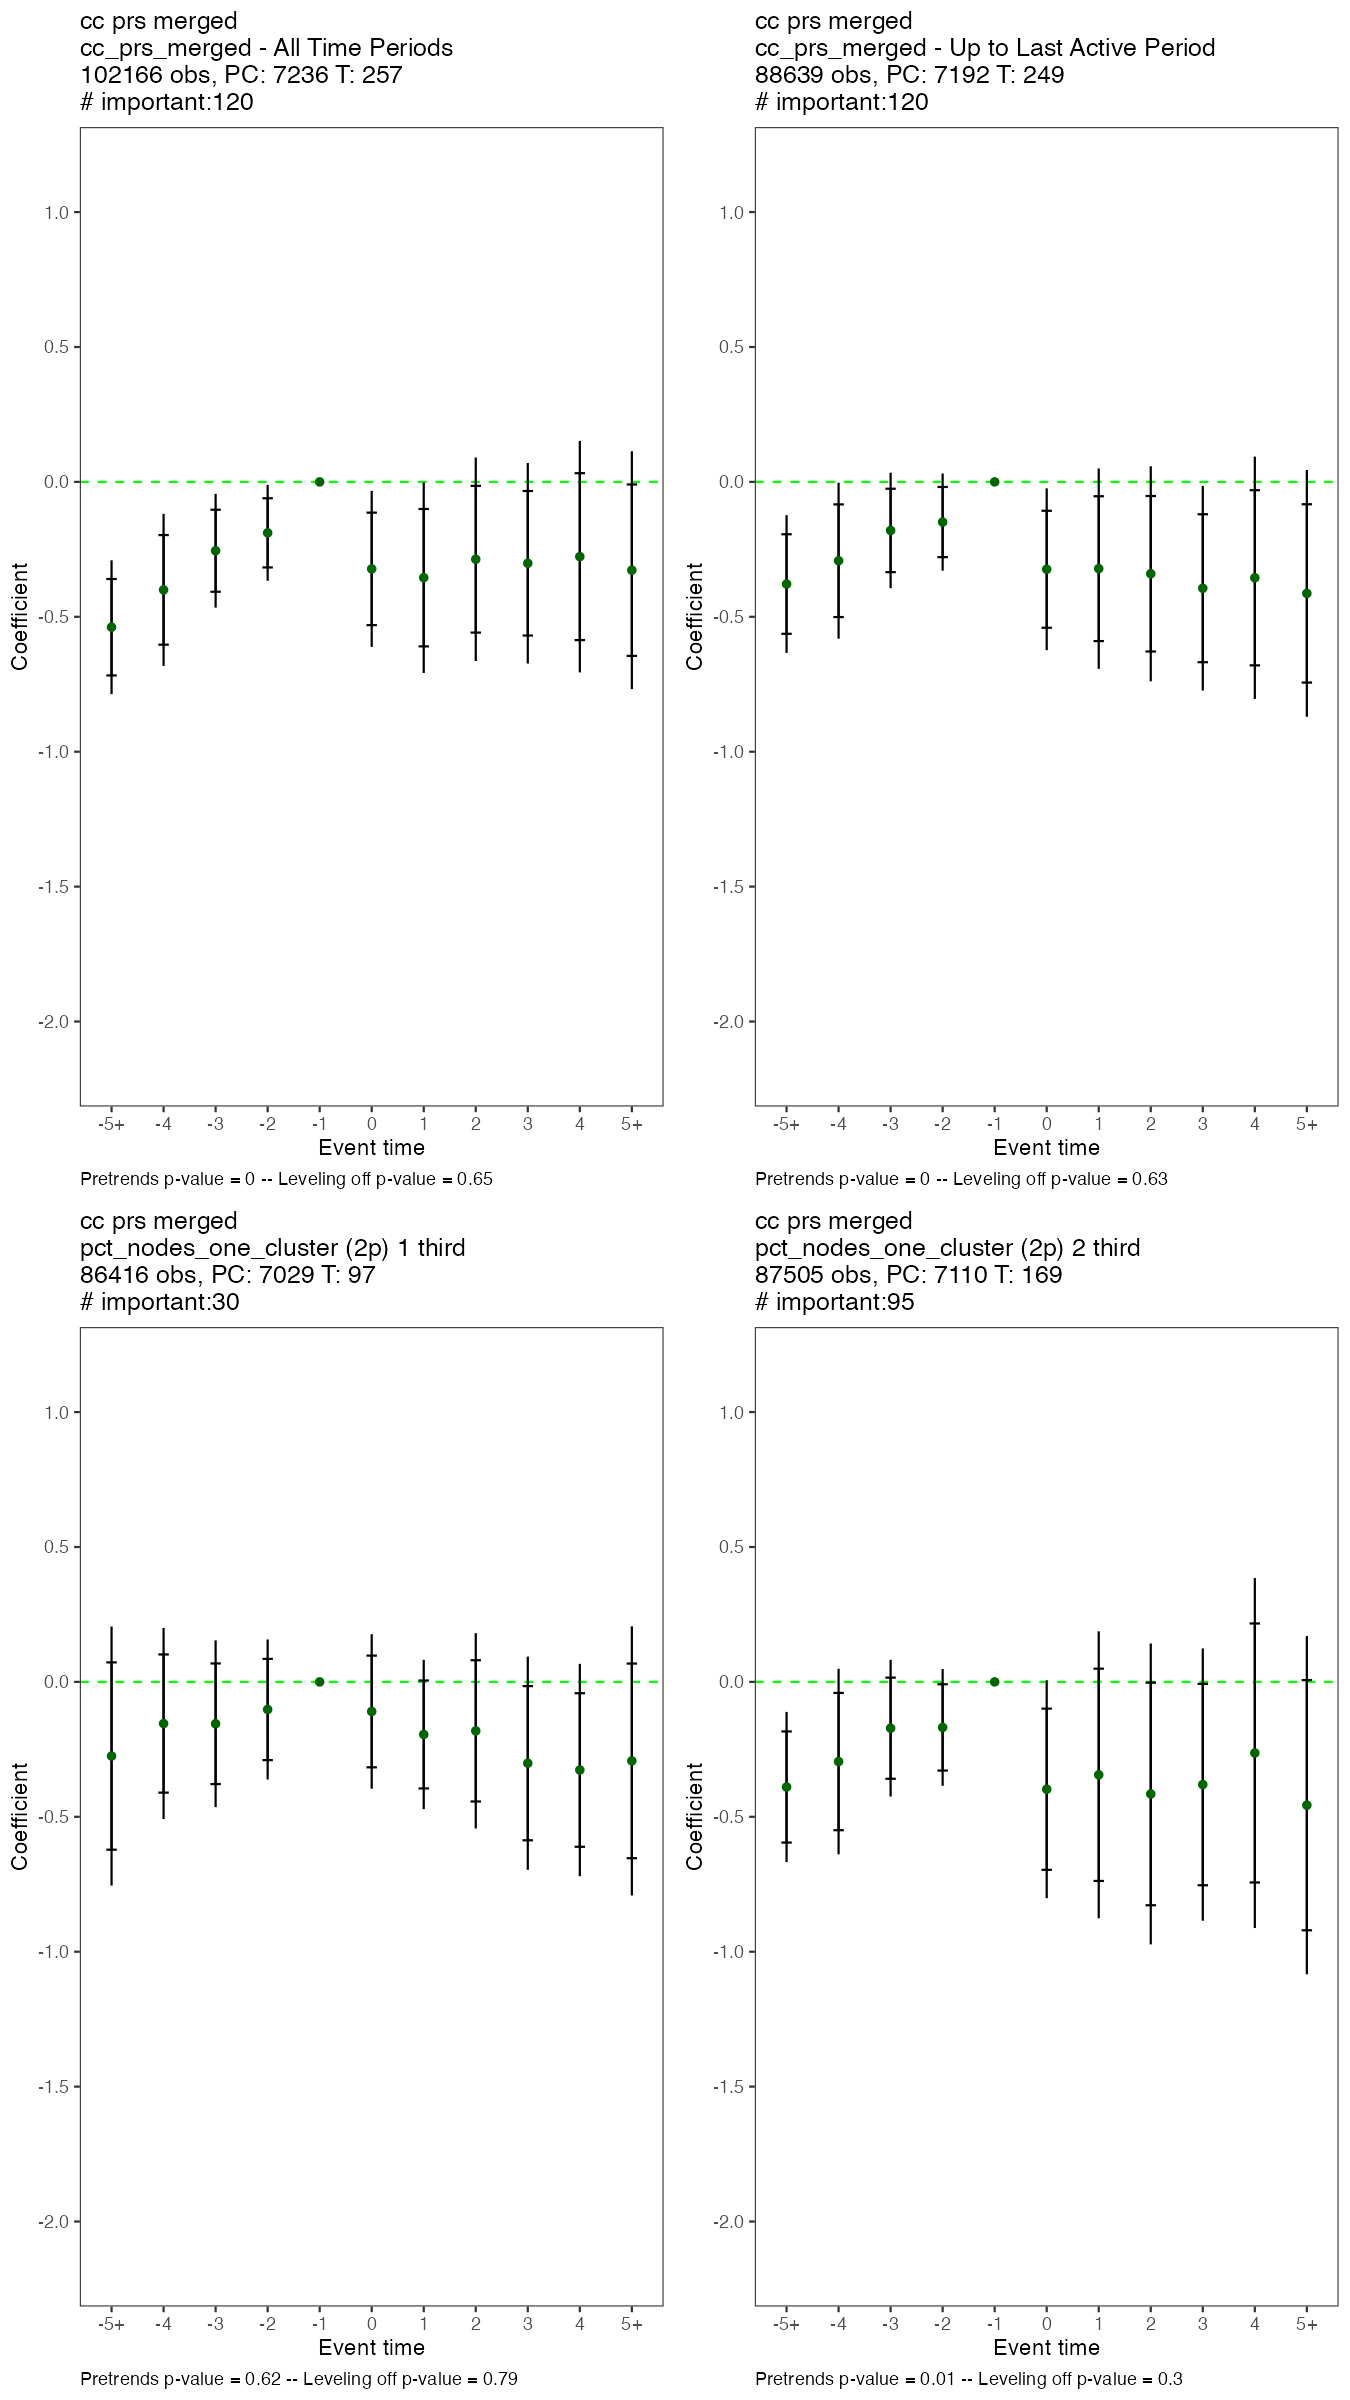 cc prs merged
cc_prs_merged - All Time Periods
102166 obs, PC: 7236 T: 257
# important:120
1.0
0.5
0.0
-0.5
-1.0
-1.5
-2.0
Coefficient
-5+ -4 -3 -2 -1 0 1 2 3 4 5+
Event time
Pretrends p-value = 0 -- Leveling off p-value = 0.65
cc prs merged
cc_prs_merged - Up to Last Active Period
88639 obs, PC: 7192 T: 249
# important:120
1.0
0.5
0.0
-0.5
-1.0
-1.5
-2.0
Coefficient
-5+ -4 -3 -2 -1 0 1 2 3 4 5+
Event time
Pretrends p-value = 0 -- Leveling off p-value = 0.63
cc prs merged
pct_nodes_one_cluster (2p) 1 third
86416 obs, PC: 7029 T: 97
# important:30
1.0
0.5
0.0
-0.5
-1.0
-1.5
-2.0
Coefficient
-5+ -4 -3 -2 -1 0 1 2 3 4 5+
Event time
Pretrends p-value = 0.62 -- Leveling off p-value = 0.79
cc prs merged
pct_nodes_one_cluster (2p) 2 third
87505 obs, PC: 7110 T: 169
# important:95
1.0
0.5
0.0
-0.5
-1.0
-1.5
-2.0
Coefficient
-5+ -4 -3 -2 -1 0 1 2 3 4 5+
Event time
Pretrends p-value = 0.01 -- Leveling off p-value = 0.3